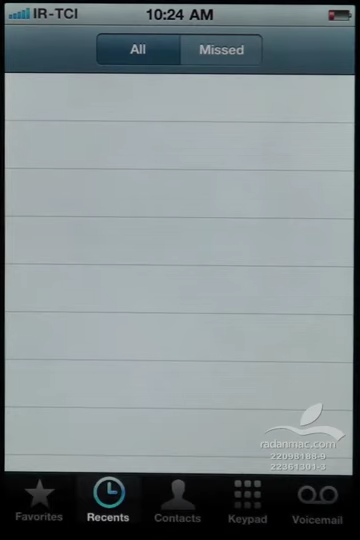 IR-TCI 10:24 AM
All Missed
radanmac.com
22098188-9
22361301-3
Favorites Recents Contacts Keypad Voicemail